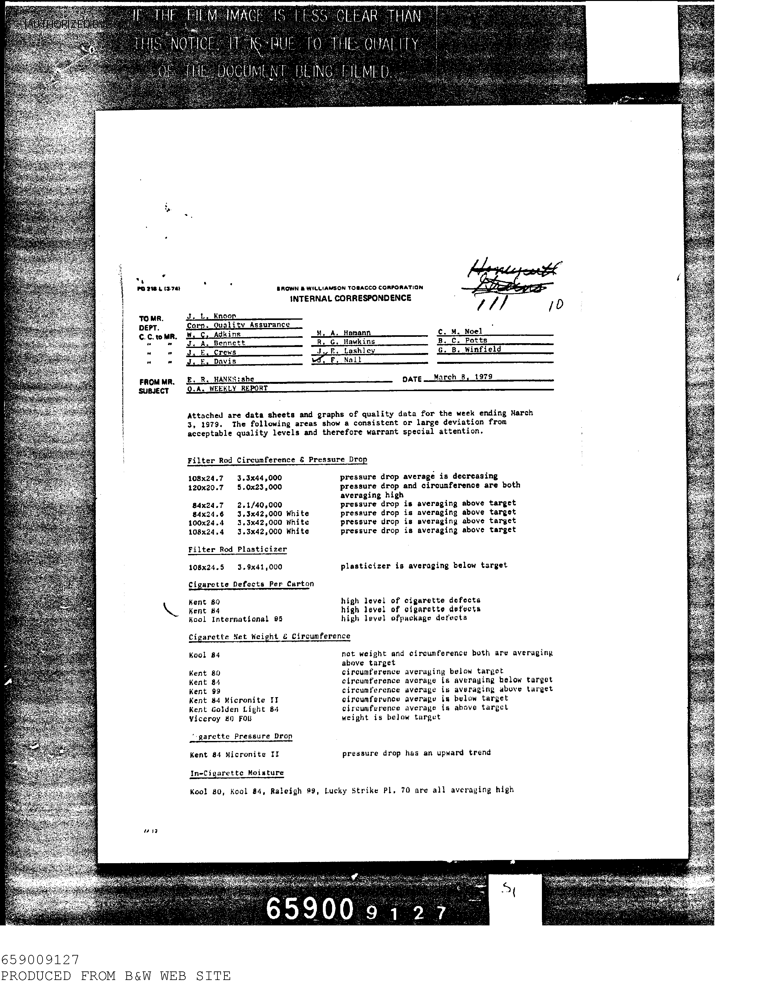 IF THE FILM IMAGE IS LESS CLEAR THAN
THIS NOTICE, IT IS DUE TO THE QUALITY
OF THE DOCUMENT BEING FILMED.
PG 218 L (3-74)
BROWN & WILLIAMSON TOBACCO CORPORATION
INTERNAL CORRESPONDENCE
111 10
TO MR. J. L. Knoop
DEPT. Corp. Quality Assurance
C. C. to MR. W. C. Adkins M. A. Hamann C. M. Noel
" " J. A. Bennett R. G. Hawkins B. C. Potts
" " J. E. Crews J. R. Lashley G. B. Winfield
" " J. E. Davis W. F. Nall
FROM MR. E. R. HANKS:she DATE March 8, 1979
SUBJECT Q.A. WEEKLY REPORT
Attached are data sheets and graphs of quality data for the week ending March
3, 1979. The following areas show a consistent or large deviation from
acceptable quality levels and therefore warrant special attention.
Filter Rod Circumference & Pressure Drop
108x24.7 3.3x44,000 pressure drop average is decreasing
120x20.7 5.0x23,000 pressure drop and circumference are both
averaging high
84x24.7 2.1/40,000 pressure drop is averaging above target
84x24.6 3.3x42,000 White pressure drop is averaging above target
100x24.4 3.3x42,000 White pressure drop is averaging above target
108x24.4 3.3x42,000 White pressure drop is averaging above target
Filter Rod Plasticizer
108x24.5 3.9x41,000 plasticizer is averaging below target
Cigarette Defects Per Carton
Kent 80 high level of cigarette defects
Kent 84 high level of cigarette defects
Kool International 95 high level ofpackage defects
Cigarette Net Weight & Circumference
Kool 84 net weight and circumference both are averaging
above target
Kent 80 circumference averaging below target
Kent 84 circumference average is averaging below target
Kent 99 circumference average is averaging above target
Kent 84 Micronite II circumference average is below target
Kent Golden Light 84 circumference average is above target
Viceroy 80 FOU weight is below target
garette Pressure Drop
Kent 84 Micronite II pressure drop has an upward trend
In-Cigarette Moisture
Kool 80, Kool 84, Raleigh 99, Lucky Strike Pl. 70 are all averaging high
65900 9 1 2 7
659009127
PRODUCED FROM B&W WEB SITE